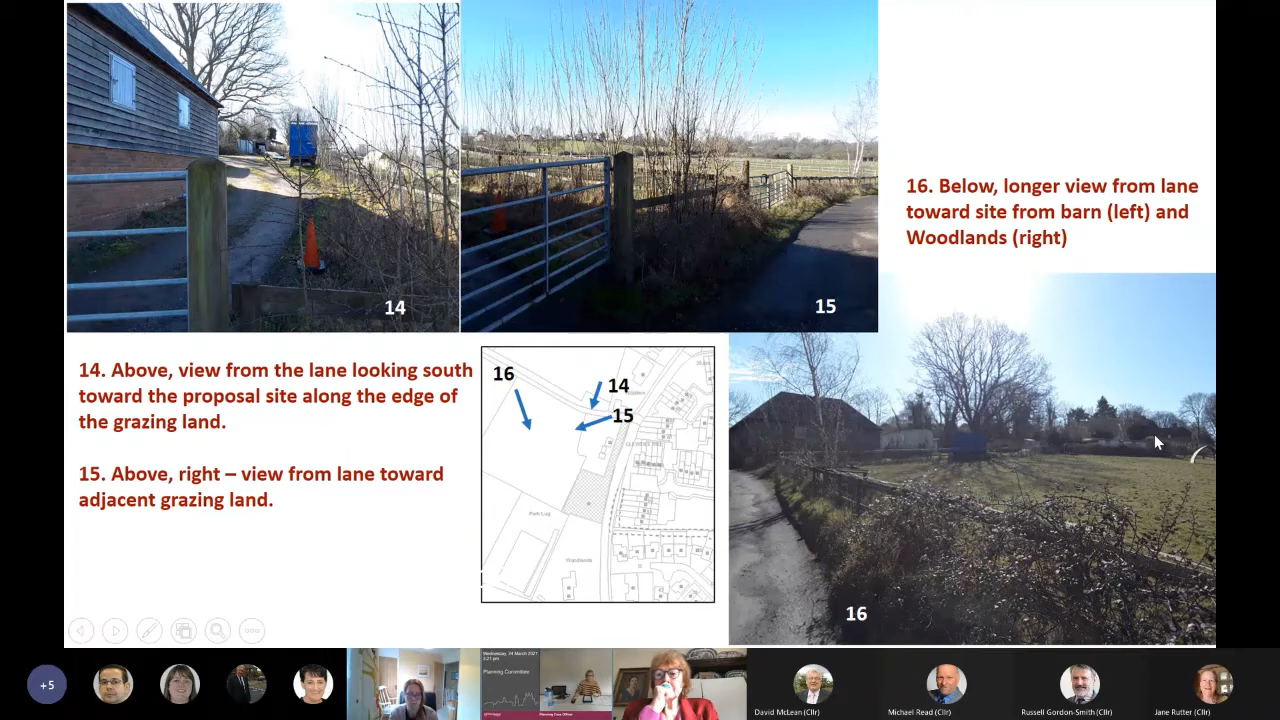 14
15
16. Below, longer view from lane
toward site from barn (left) and
Woodlands (right)
14. Above, view from the lane looking south
toward the proposal site along the edge of
the grazing land.
15. Above, right – view from lane toward
adjacent grazing land.
16
14
15
Woodlands
16
+5
Wednesday, 24 March 2021
Planning Committee
David McLean (Cllr)
Michael Read (Cllr)
Russell Gordon-Smith (Cllr)
Jane Rutter (Cllr)